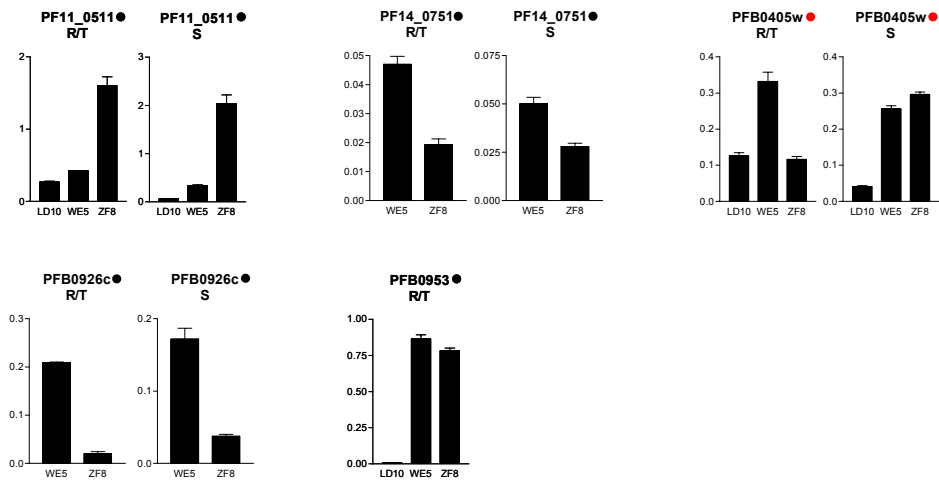 PF11_0511
R/T
2
1
0
LD10 WE5 ZF8
PF11_0511
S
3
2
1
0
LD10 WE5 ZF8
PF14_0751
R/T
0.05
0.04
0.03
0.02
0.01
0.00
WE5 ZF8
PF14_0751
S
0.075
0.050
0.025
0.000
WE5 ZF8
PFB0405w
R/T
0.4
0.3
0.2
0.1
0.0
LD10 WE5 ZF8
PFB0405w
S
0.4
0.3
0.2
0.1
0.0
LD10 WE5 ZF8
PFB0926c
R/T
0.3
0.2
0.1
0.0
WE5 ZF8
PFB0926c
S
0.2
0.1
0.0
WE5 ZF8
PFB0953
R/T
1.00
0.75
0.50
0.25
0.00
LD10 WE5 ZF8